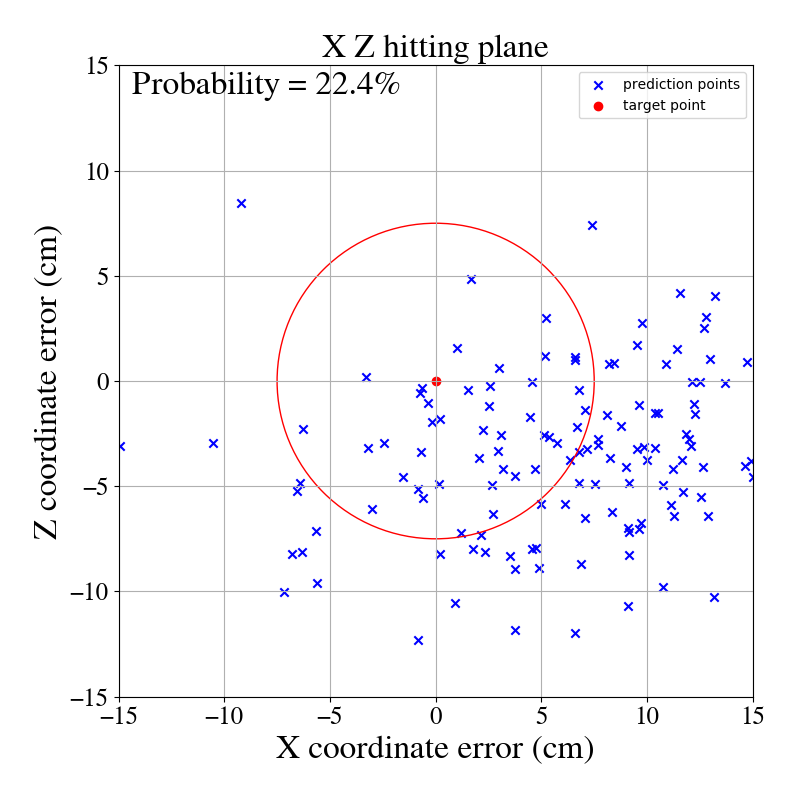 X Z hitting plane
Probability = 22.4%
prediction points
target point
15
10
5
0
−5
−10
−15
Z coordinate error (cm)
−15 −10 −5 0 5 10 15
X coordinate error (cm)